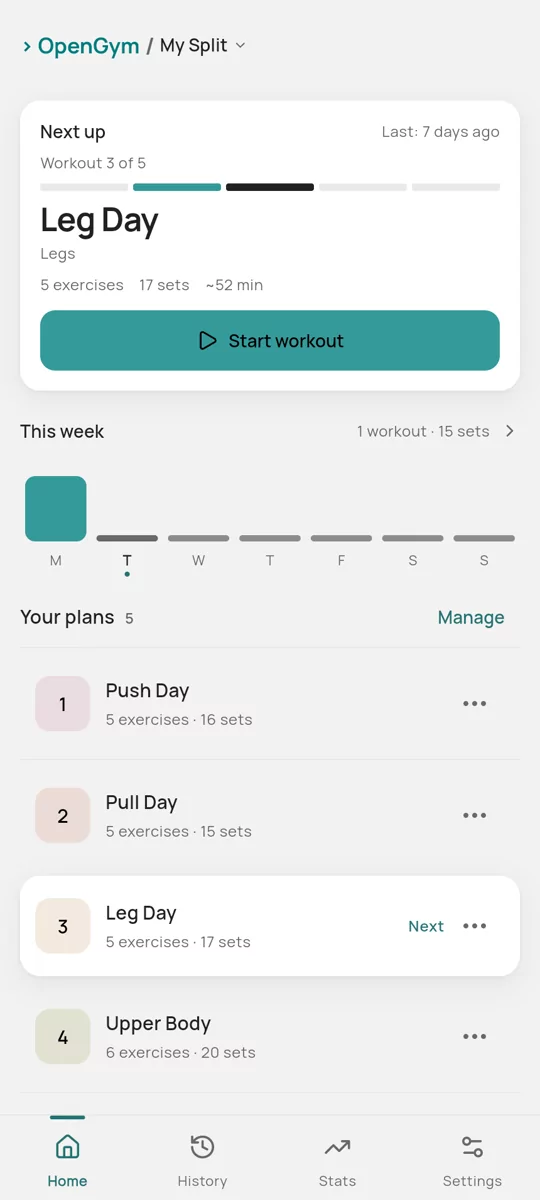 OpenGym / My Split
Next up
Last: 7 days ago
Workout 3 of 5
Leg Day
Legs
5 exercises 17 sets ~52 min
Start workout
This week
1 workout · 15 sets
M T W T F S S
Your plans 5
Manage
1
Push Day
5 exercises · 16 sets
2
Pull Day
5 exercises · 15 sets
3
Leg Day
5 exercises · 17 sets
Next
4
Upper Body
6 exercises · 20 sets
Home History Stats Settings